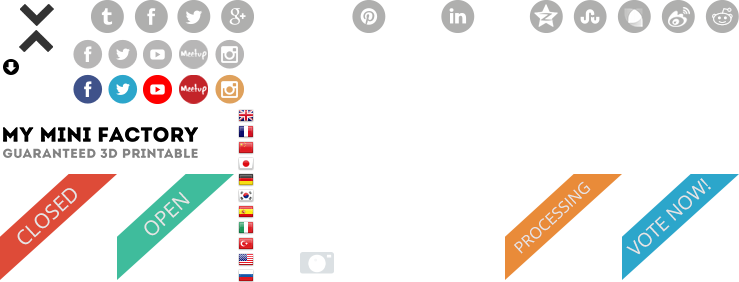 Meetup
Meetup
MY MINI FACTORY
GUARANTEED 3D PRINTABLE
CLOSED
OPEN
PROCESSING
VOTE NOW!